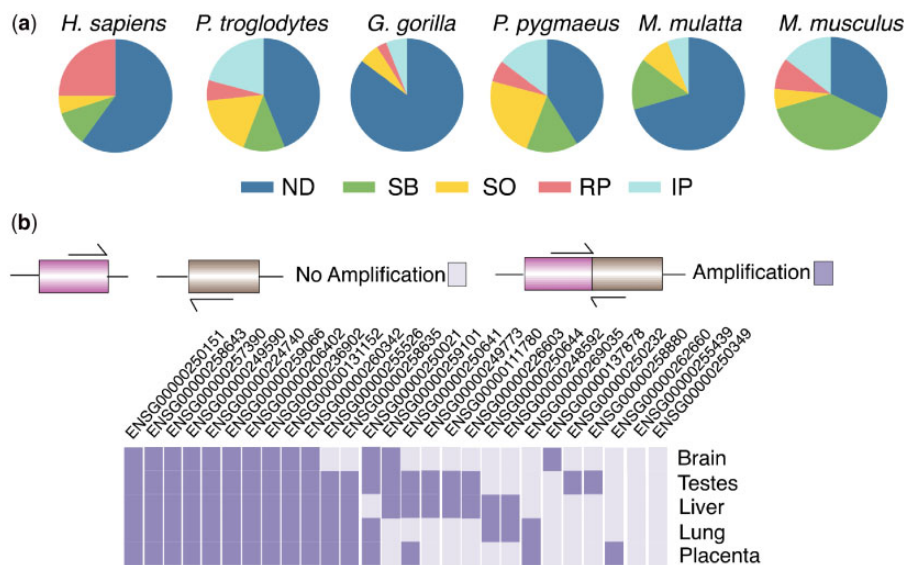 (a) H. sapiens P. troglodytes G. gorilla P. pygmaeus M. mulatta M. musculus
ND SB SO RP IP
(b)
No Amplification Amplification
ENSG00000250151
ENSG00000258643
ENSG00000257390
ENSG00000249590
ENSG00000224740
ENSG00000259066
ENSG00000206402
ENSG00000236902
ENSG00000131152
ENSG00000260342
ENSG00000255526
ENSG00000258635
ENSG00000250021
ENSG00000259101
ENSG00000250641
ENSG00000249773
ENSG00000111780
ENSG00000226603
ENSG00000250644
ENSG00000248592
ENSG00000269035
ENSG00000137878
ENSG00000250232
ENSG00000258880
ENSG00000262660
ENSG00000255439
ENSG00000250349
Brain
Testes
Liver
Lung
Placenta